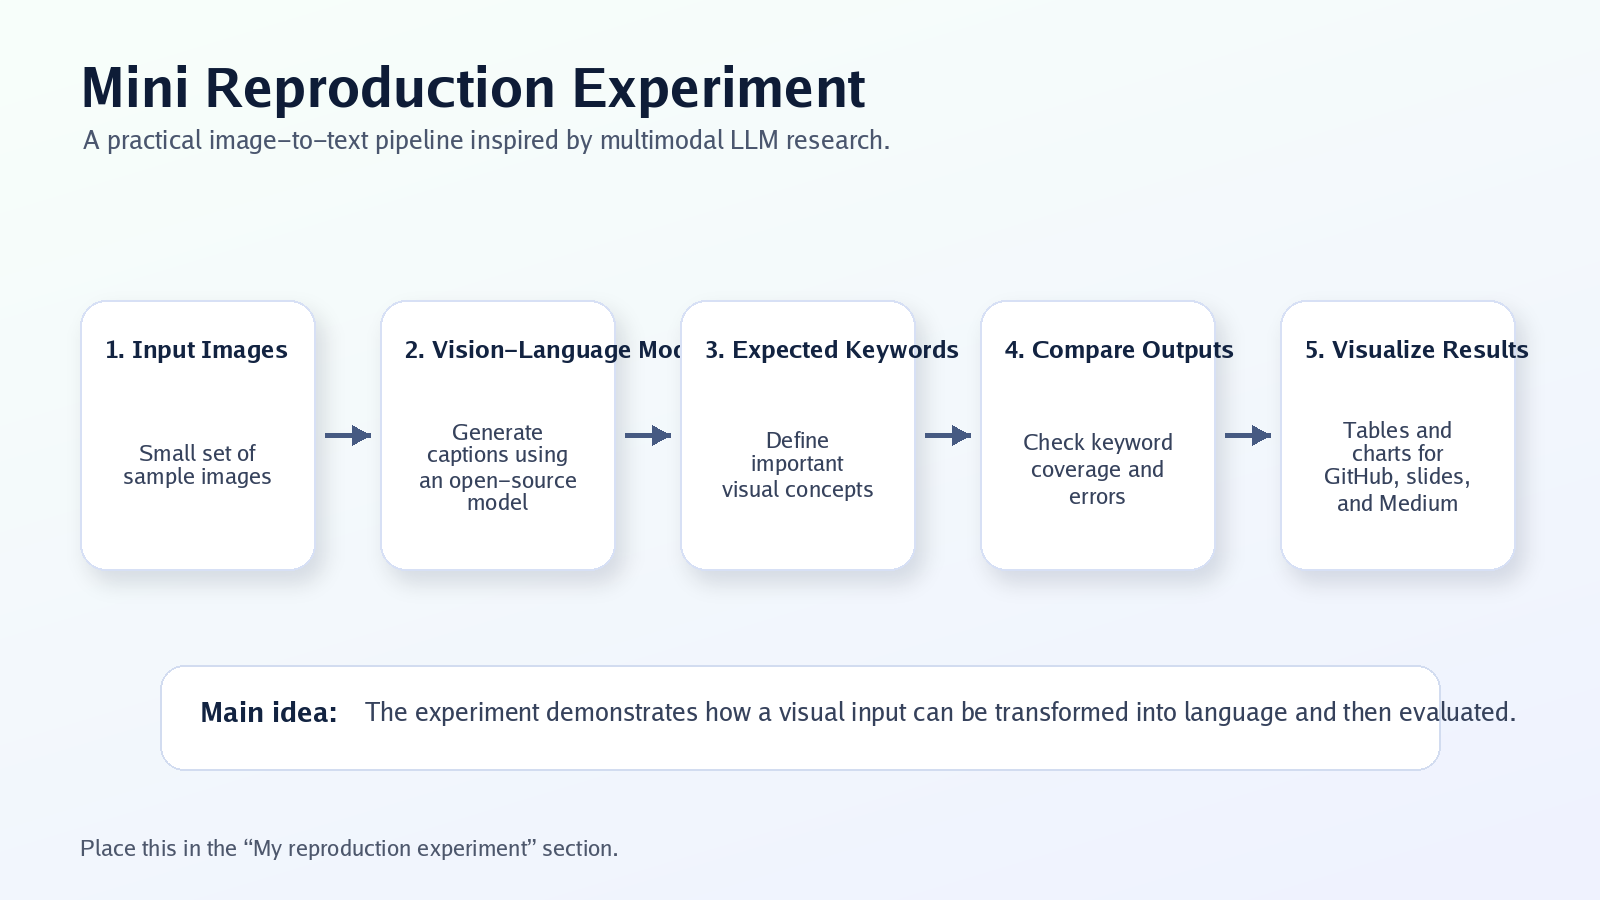 Mini Reproduction Experiment
A practical image–to–text pipeline inspired by multimodal LLM research.
1. Input Images
Small set of
sample images
2. Vision–Language
Generate
captions using
an open–source
model
3. Expected Keywords
Define
important
visual concepts
4. Compare Outputs
Check keyword
coverage and
errors
5. Visualize Results
Tables and
charts for
GitHub, slides,
and Medium
Main idea: The experiment demonstrates how a visual input can be transformed into language and then evaluated.
Place this in the “My reproduction experiment” section.